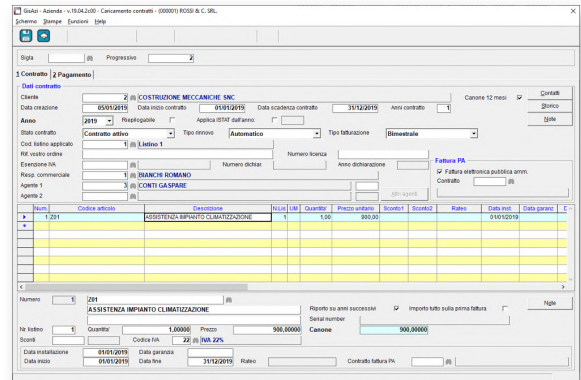 GisAzi - Azienda - v.19.04.2c00 - Caricamento contratti - (000001) ROSSI & C. SRL.
Schermo Stampe Funzioni Help
Sigla Progressivo 2
1 Contratto 2 Pagamento
Dati contratto
Cliente 2 COSTRUZIONE MECCANICHE SNC Canone 12 mesi Contatti
Data creazione 05/01/2019 Data inizio contratto 01/01/2019 Data scadenza contratto 31/12/2019 Anni contratto 1 Storico
Anno 2019 Riepilogabile Applica ISTAT dall'anno: Note
Stato contratto Contratto attivo Tipo rinnovo Automatico Tipo fatturazione Bimestrale
Cod. listino applicato 1 Listino 1
Rif. vostro ordine Numero licenza
Esenzione IVA Numero dichiar. Anno dichiarazione Fattura PA
Resp. commerciale 1 BIANCHI ROMANO Fattura elettronica pubblica amm.
Agente 1 3 CONTI GASPARE Contratto
Agente 2 Altri agenti
Num. Codice articolo Descrizione N.Lis UM Quantita' Prezzo unitario Sconto1 Sconto2 Rateo Data inst. Data garanz D
1 Z01 ASSISTENZA IMPIANTO CLIMATIZZAZIONE 1 1,00 900,00 01/01/2019
Numero 1 Z01 Note
ASSISTENZA IMPIANTO CLIMATIZZAZIONE Riporto su anni successivi Importo tutto sulla prima fattura
Serial number
Nr. listino 1 Quantita' 1,00000 Prezzo 900,00000 Canone 900,00000
Sconti Codice IVA 22 IVA 22%
Data installazione 01/01/2019 Data garanzia
Data inizio 01/01/2019 Data fine 31/12/2019 Rateo Contratto fattura PA